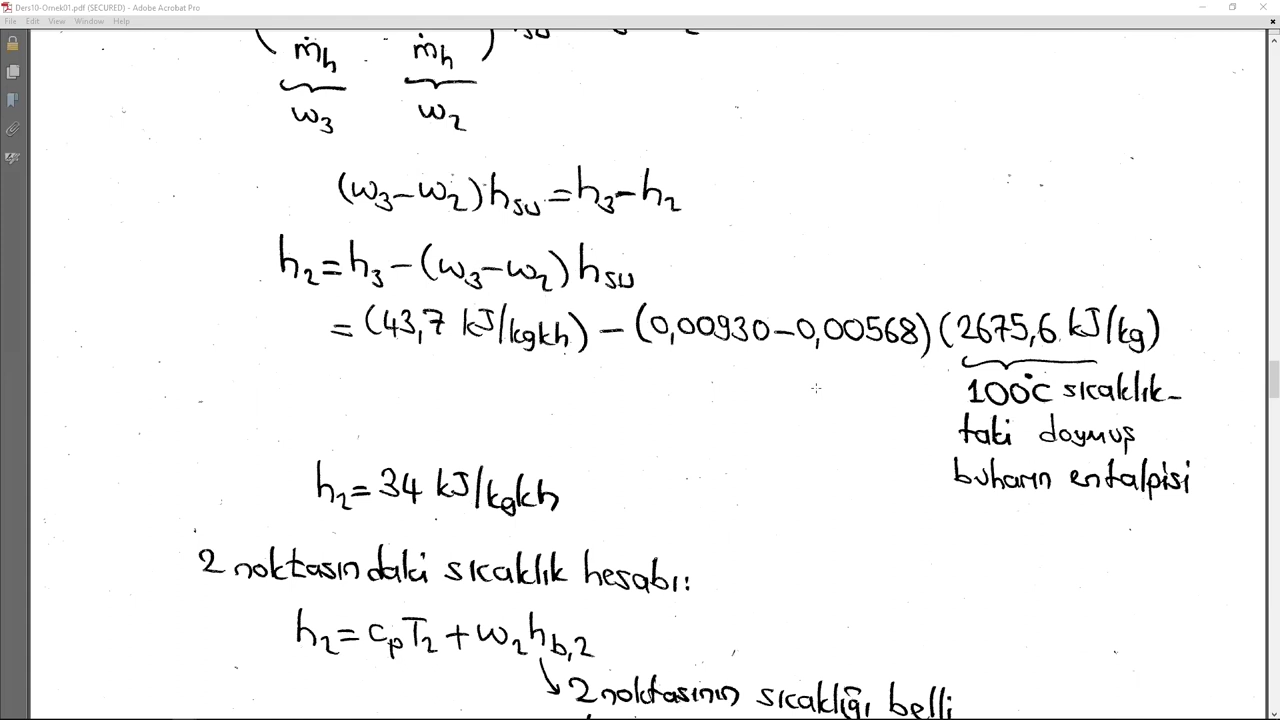 Ders10-Ornek01.pdf (SECURED) - Adobe Acrobat Pro
File Edit View Window Help
ṁh ṁh
w3 w2
(w3-w2)hsu=h3-h2
h2=h3-(w3-w2)hsu
=(43,7 kJ/kgkh)-(0,00930-0,00568)(2675,6 kJ/kg)
100°C sıcaklık-
taki doymuş
buharın entalpisi
h2=34 kJ/kgkh
2 noktasındaki sıcaklık hesabı:
h2=cpT2+w2hb,2
2 noktasının sıcaklığı belli